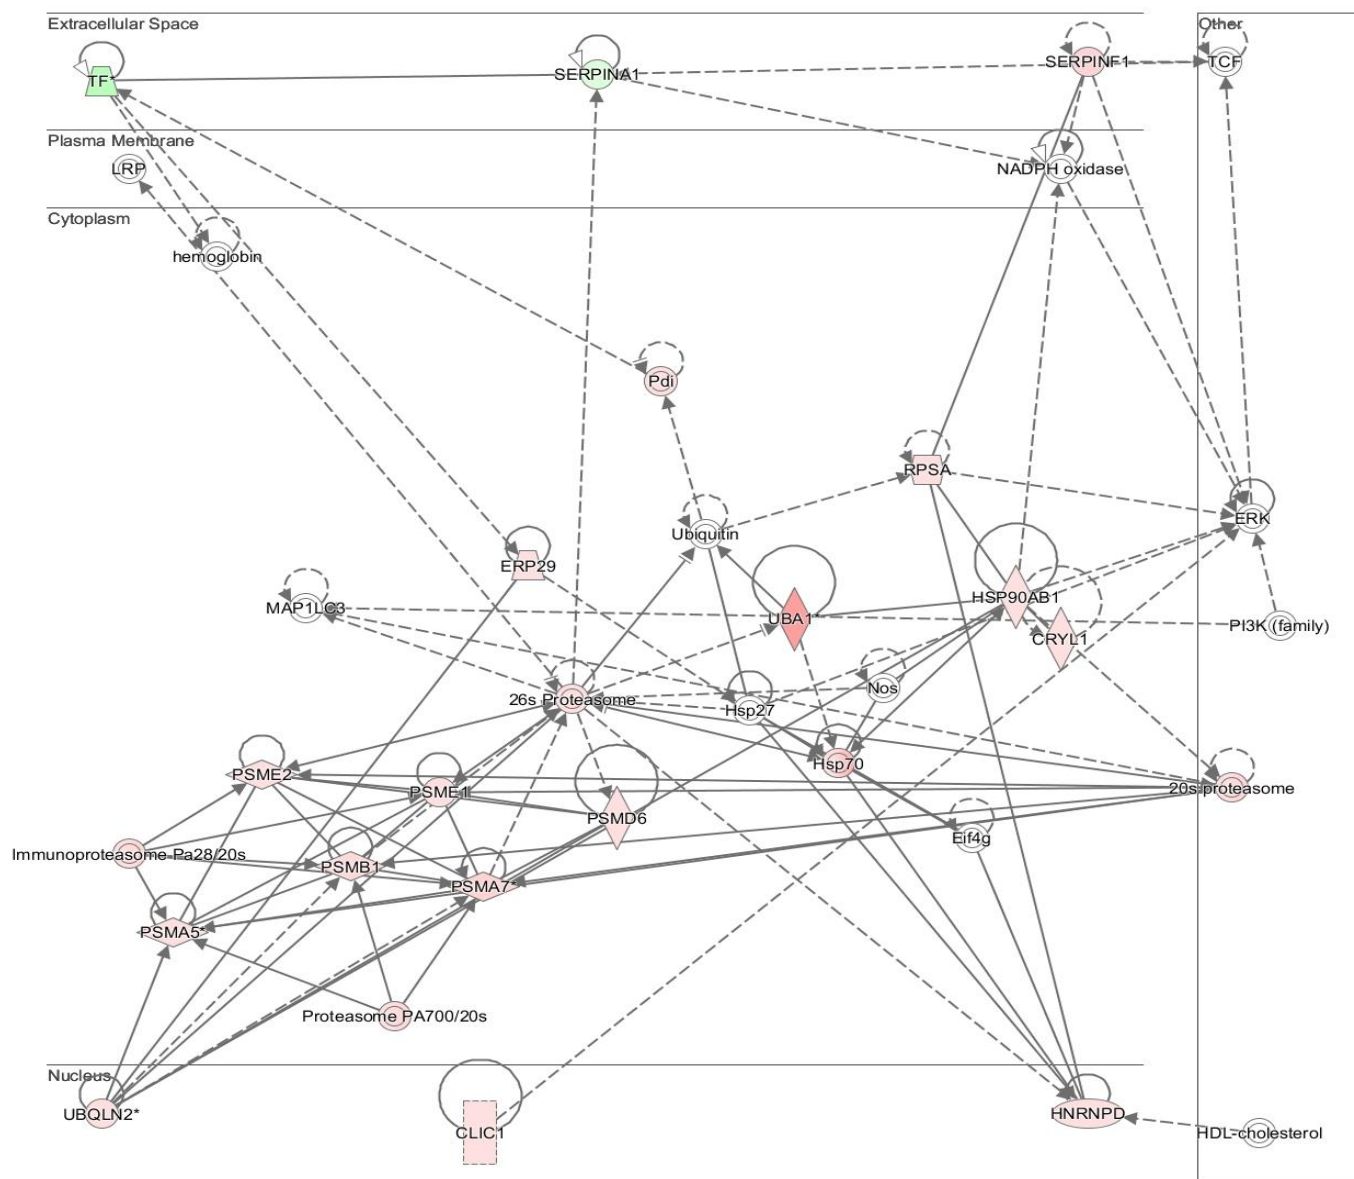 Extracellular Space
Other
TF*
SERPINA1
SERPINF1
TCF
Plasma Membrane
LRP
NADPH oxidase
Cytoplasm
hemoglobin
Pdi
RPSA
ERK
Ubiquitin
ERP29
MAP1LC3
UBA1*
HSP90AB1
PI3K (family)
CRYL1
Nos
26s Proteasome
Hsp27
Hsp70
PSME2
PSME1
20s proteasome
PSMD6
Eif4g
Immunoproteasome Pa28/20s
PSMB1
PSMA7*
PSMA5*
Proteasome PA700/20s
Nucleus
UBQLN2*
CLIC1
HNRNPD
HDL-cholesterol